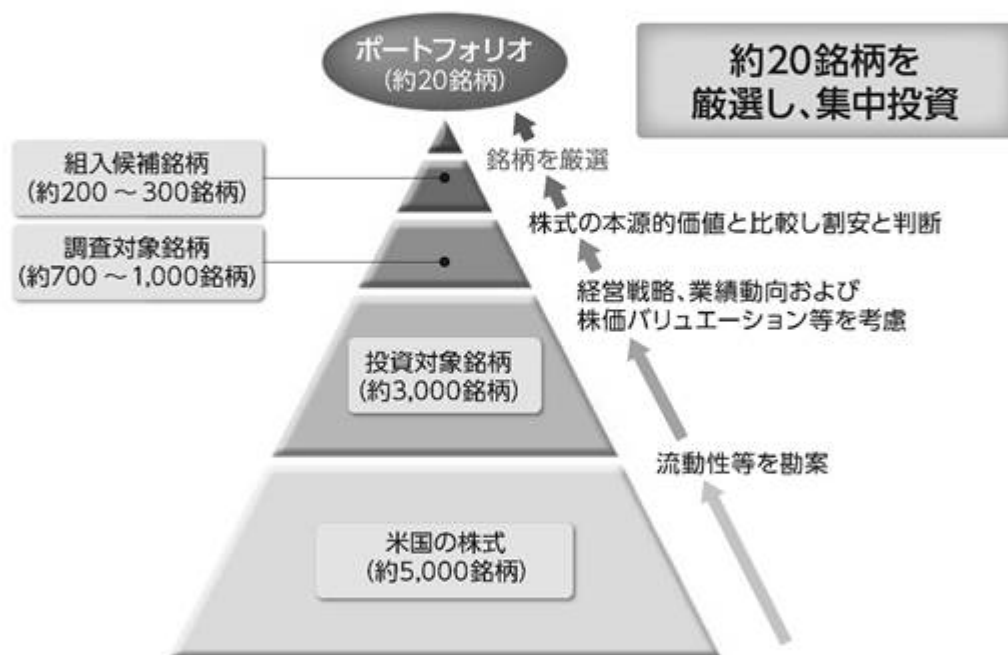 ポートフォリオ
(約20銘柄)
約20銘柄を
厳選し、集中投資
銘柄を厳選
組入候補銘柄
(約200 ～ 300銘柄)
株式の本源的価値と比較し割安と判断
調査対象銘柄
(約700 ～ 1,000銘柄)
経営戦略、業績動向および
株価バリュエーション等を考慮
投資対象銘柄
(約3,000銘柄)
流動性等を勘案
米国の株式
(約5,000銘柄)